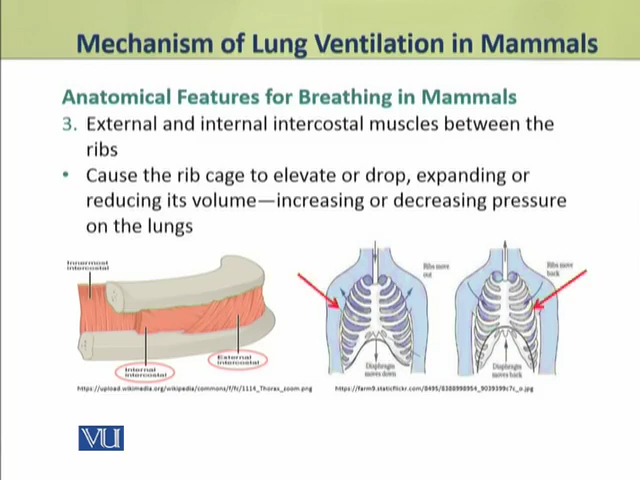 Mechanism of Lung Ventilation in Mammals
Anatomical Features for Breathing in Mammals
3. External and internal intercostal muscles between the
ribs
• Cause the rib cage to elevate or drop, expanding or
reducing its volume—increasing or decreasing pressure
on the lungs
Innermost
intercostal
Internal
intercostal
External
intercostal
Ribs move
out
Diaphragm
moves down
Ribs move
back
Diaphragm
moves back
https://upload.wikimedia.org/wikipedia/commons/f/fc/1114_Thorax_zoom.png
VU